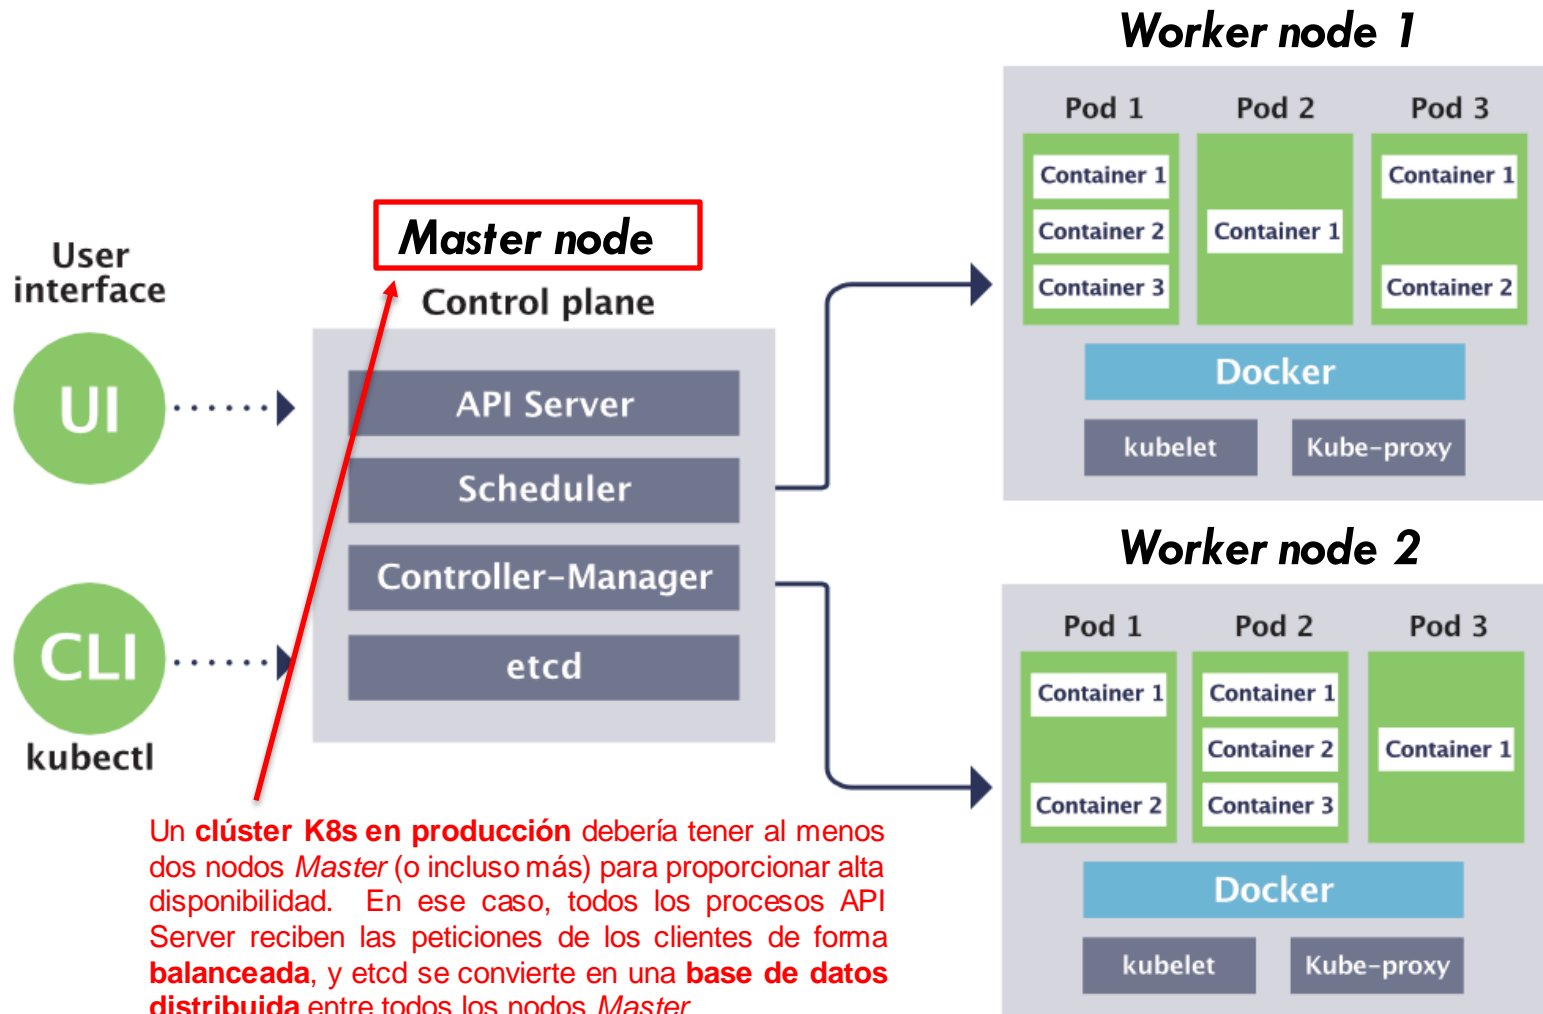 User
interface
UI
CLI
kubectl
Master node
Control plane
API Server
Scheduler
Controller-Manager
etcd
Un clúster K8s en producción debería tener al menos
dos nodos Master (o incluso más) para proporcionar alta
disponibilidad. En ese caso, todos los procesos API
Server reciben las peticiones de los clientes de forma
balanceada, y etcd se convierte en una base de datos
distribuida entre todos los nodos Master
Worker node 1
Pod 1
Container 1
Container 2
Container 3
Pod 2
Container 1
Pod 3
Container 1
Container 2
Docker
kubelet
Kube-proxy
Worker node 2
Pod 1
Container 1
Container 2
Pod 2
Container 1
Container 2
Container 3
Pod 3
Container 1
Docker
kubelet
Kube-proxy